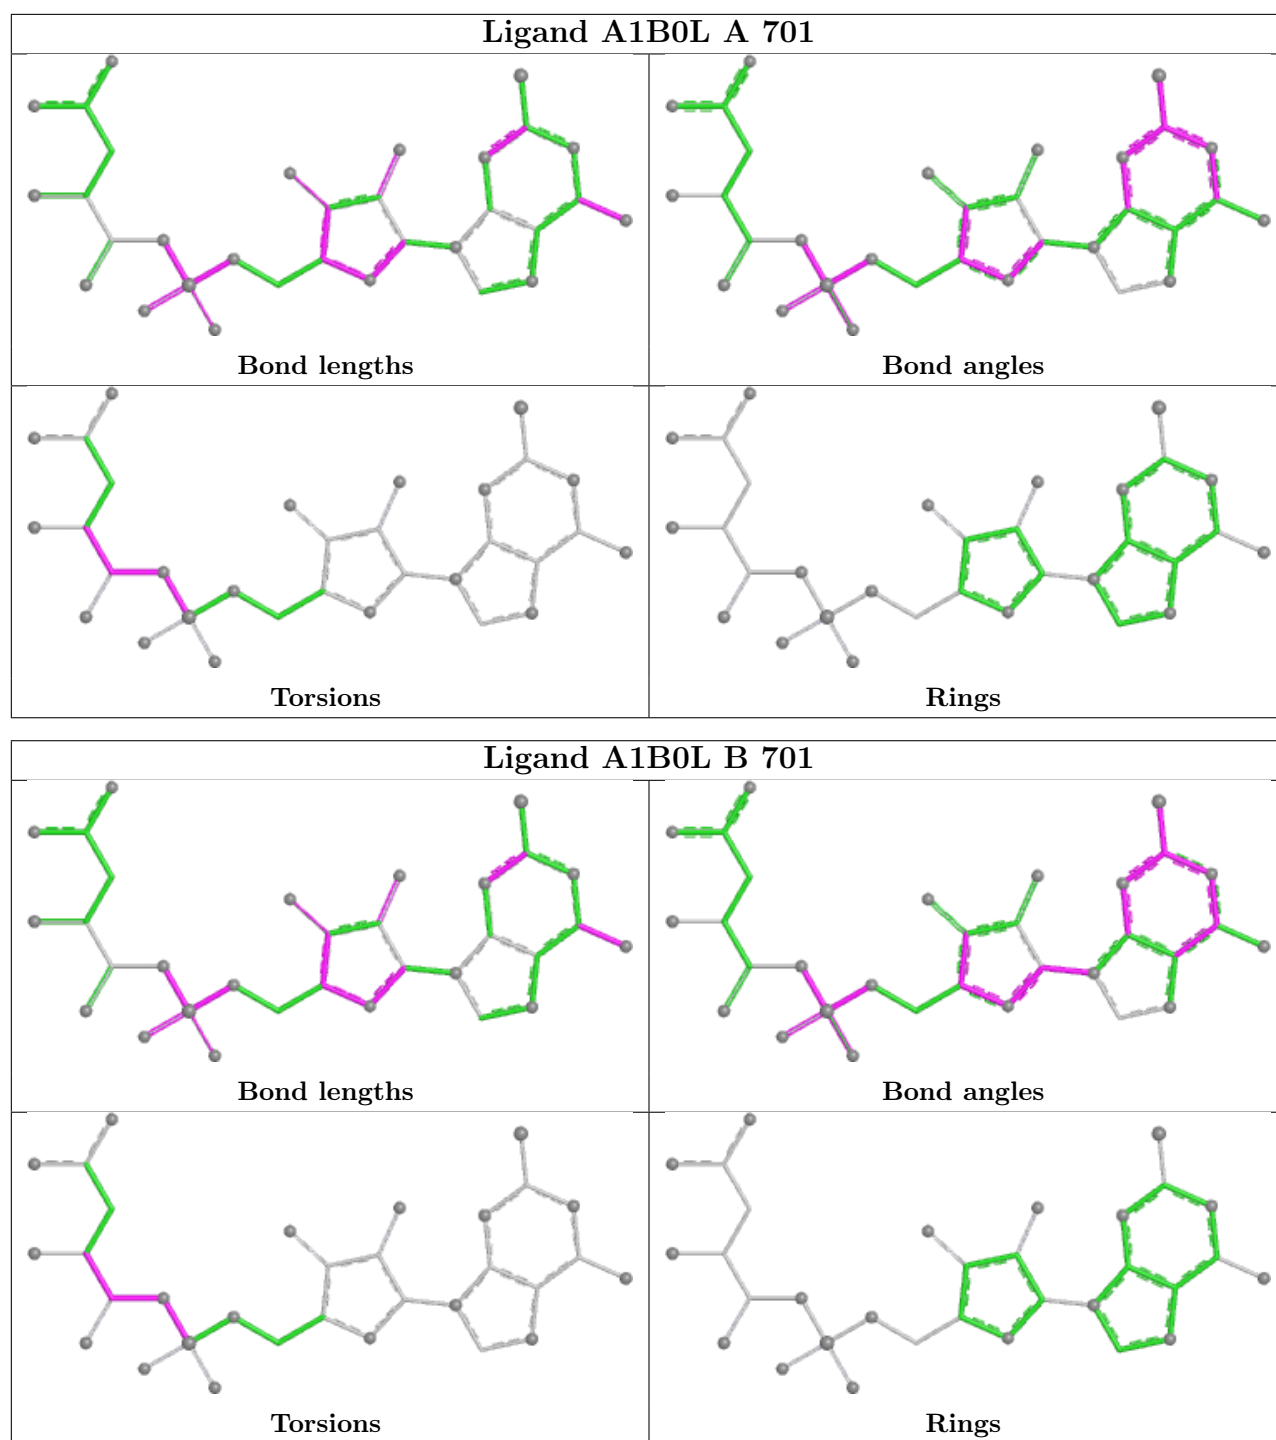 Ligand A1B0L A 701
Bond lengths
Bond angles
Torsions
Rings
Ligand A1B0L B 701
Bond lengths
Bond angles
Torsions
Rings